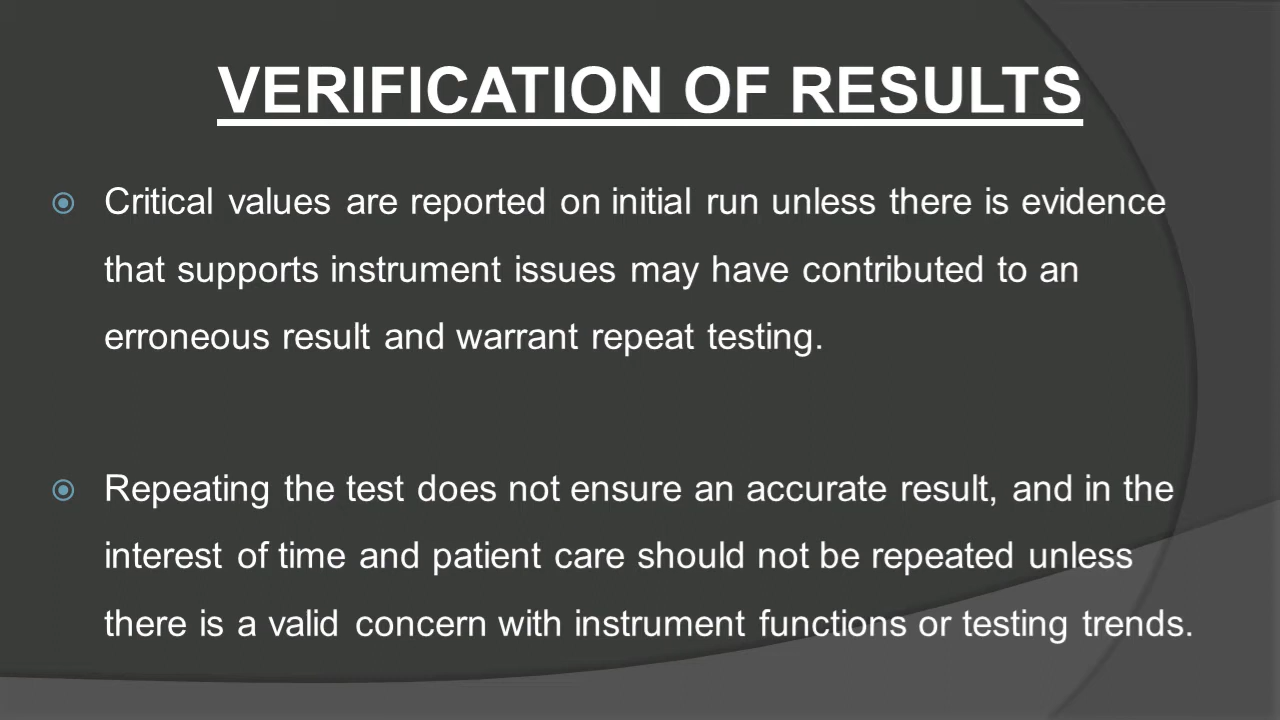 VERIFICATION OF RESULTS
Critical values are reported on initial run unless there is evidence
that supports instrument issues may have contributed to an
erroneous result and warrant repeat testing.
Repeating the test does not ensure an accurate result, and in the
interest of time and patient care should not be repeated unless
there is a valid concern with instrument functions or testing trends.